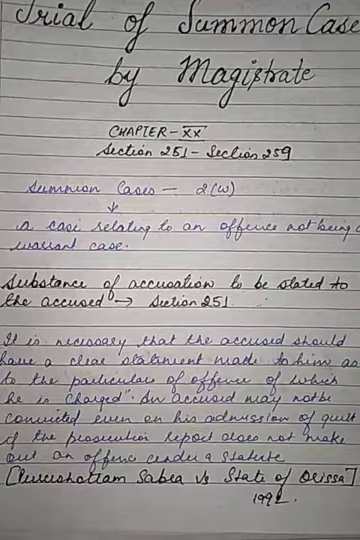 Trial of Summon Case
by Magistrate
CHAPTER - XX
Section 251 - Section 259
Summon Cases — 2(w)
↓
a case relating to an offence not being a
warrant case.
Substance of accusation to be stated to
the accused → Section 251.
It is necessary that the accused should
have a clear statement made to him as
to the particulars of offence of which
he is charged". An accused may not be
convicted even on his admission of guilt
if the prosecution report does not make
out an offence under a statute
[Purushottam Sabra vs State of Orissa]
1992.